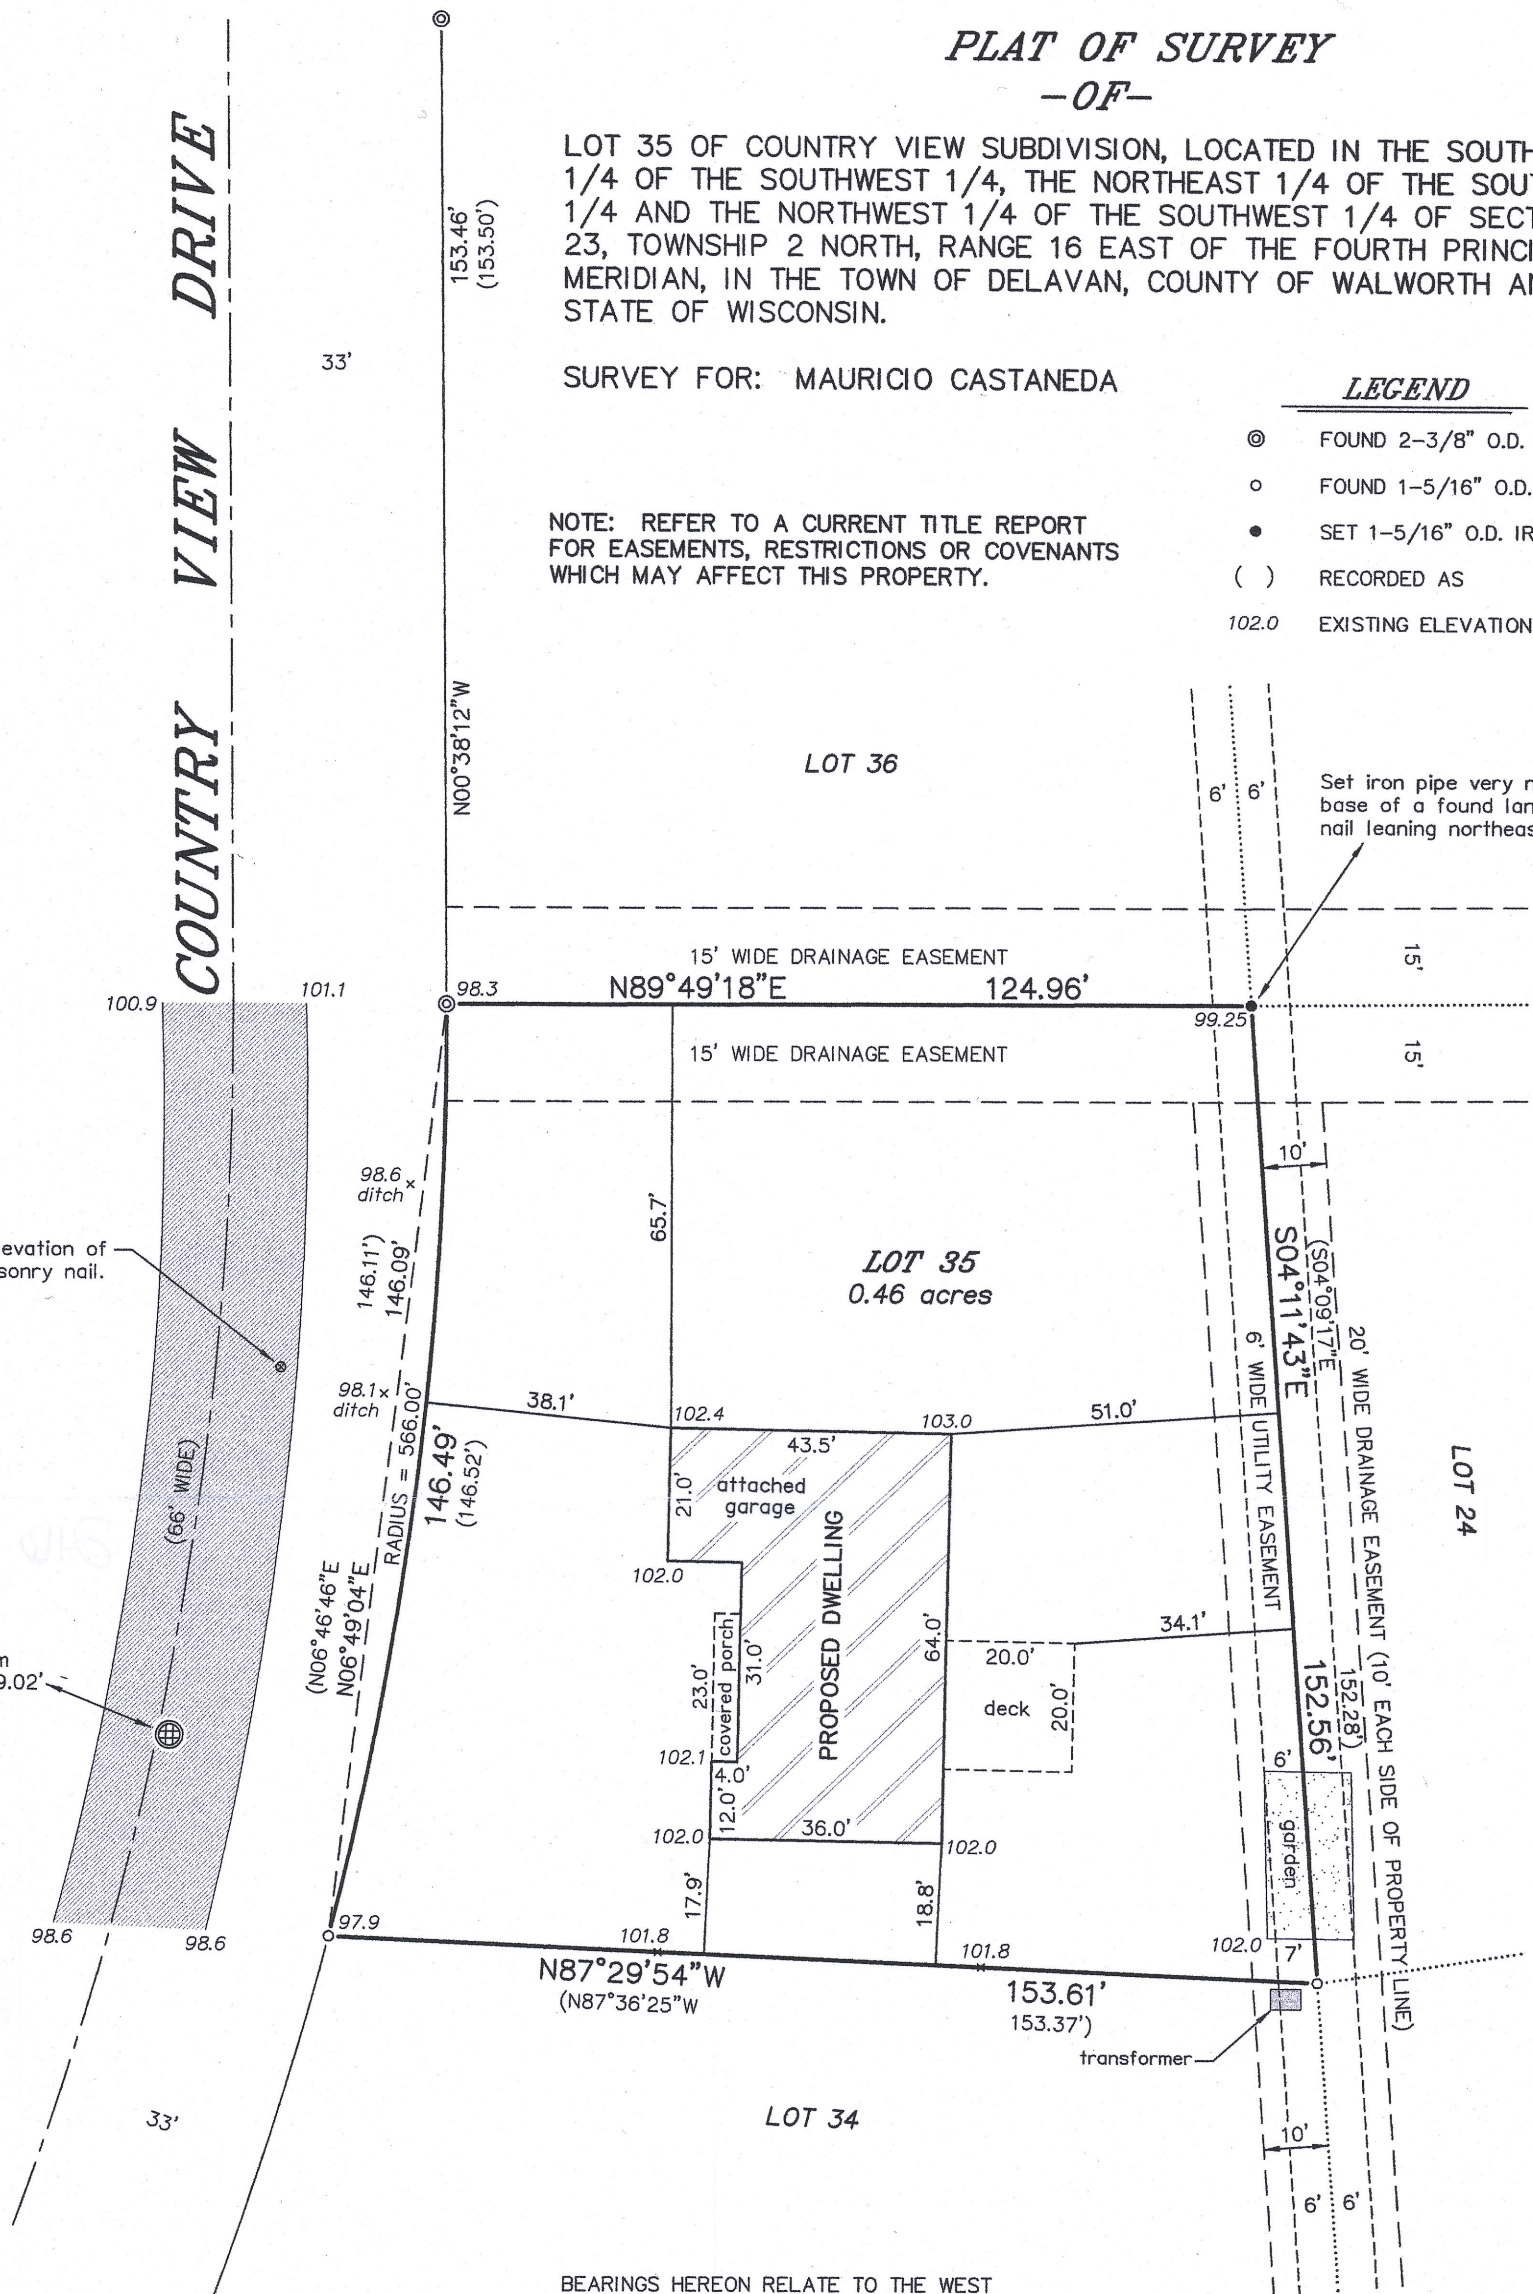 PLAT OF SURVEY
-OF-
LOT 35 OF COUNTRY VIEW SUBDIVISION, LOCATED IN THE SOUTH
1/4 OF THE SOUTHWEST 1/4, THE NORTHEAST 1/4 OF THE SOU
1/4 AND THE NORTHWEST 1/4 OF THE SOUTHWEST 1/4 OF SECT
23, TOWNSHIP 2 NORTH, RANGE 16 EAST OF THE FOURTH PRINCI
MERIDIAN, IN THE TOWN OF DELAVAN, COUNTY OF WALWORTH AN
STATE OF WISCONSIN.
SURVEY FOR: MAURICIO CASTANEDA
NOTE: REFER TO A CURRENT TITLE REPORT
FOR EASEMENTS, RESTRICTIONS OR COVENANTS
WHICH MAY AFFECT THIS PROPERTY.
LEGEND
FOUND 2-3/8" O.D.
FOUND 1-5/16" O.D.
SET 1-5/16" O.D. IR
( ) RECORDED AS
102.0 EXISTING ELEVATION
COUNTRY VIEW DRIVE
153.46'
(153.50')
33'
N00°38'12"W
LOT 36
6' 6'
Set iron pipe very n
base of a found lan
nail leaning northeas
15' WIDE DRAINAGE EASEMENT
15'
N89°49'18"E 124.96'
100.9
101.1
98.3
99.25
15' WIDE DRAINAGE EASEMENT
15'
10'
98.6
ditch
65.7'
(146.11')
146.09'
evation of
sonry nail.
LOT 35
0.46 acres
S04°11'43"E
(S04°09'17"E
6' WIDE UTILITY EASEMENT
20' WIDE DRAINAGE EASEMENT (10' EACH SIDE OF PROPERTY LINE)
98.1
ditch
38.1'
102.4
103.0
51.0'
43.5'
RADIUS = 566.00'
146.49'
(146.52')
(66' WIDE)
21.0'
attached
garage
LOT 24
PROPOSED DWELLING
102.0
(N06°46'46"E
N06°49'04"E
covered porch
23.0'
31.0'
64.0'
34.1'
20.0'
deck
20.0'
152.56'
152.28')
m
9.02'
102.1
4.0'
12.0'
6'
garden
102.0
36.0'
102.0
17.9'
18.8'
98.6
98.6
97.9
101.8
101.8
102.0
7'
N87°29'54"W
(N87°36'25"W
153.61'
153.37')
transformer
33'
LOT 34
10'
6' 6'
BEARINGS HEREON RELATE TO THE WEST